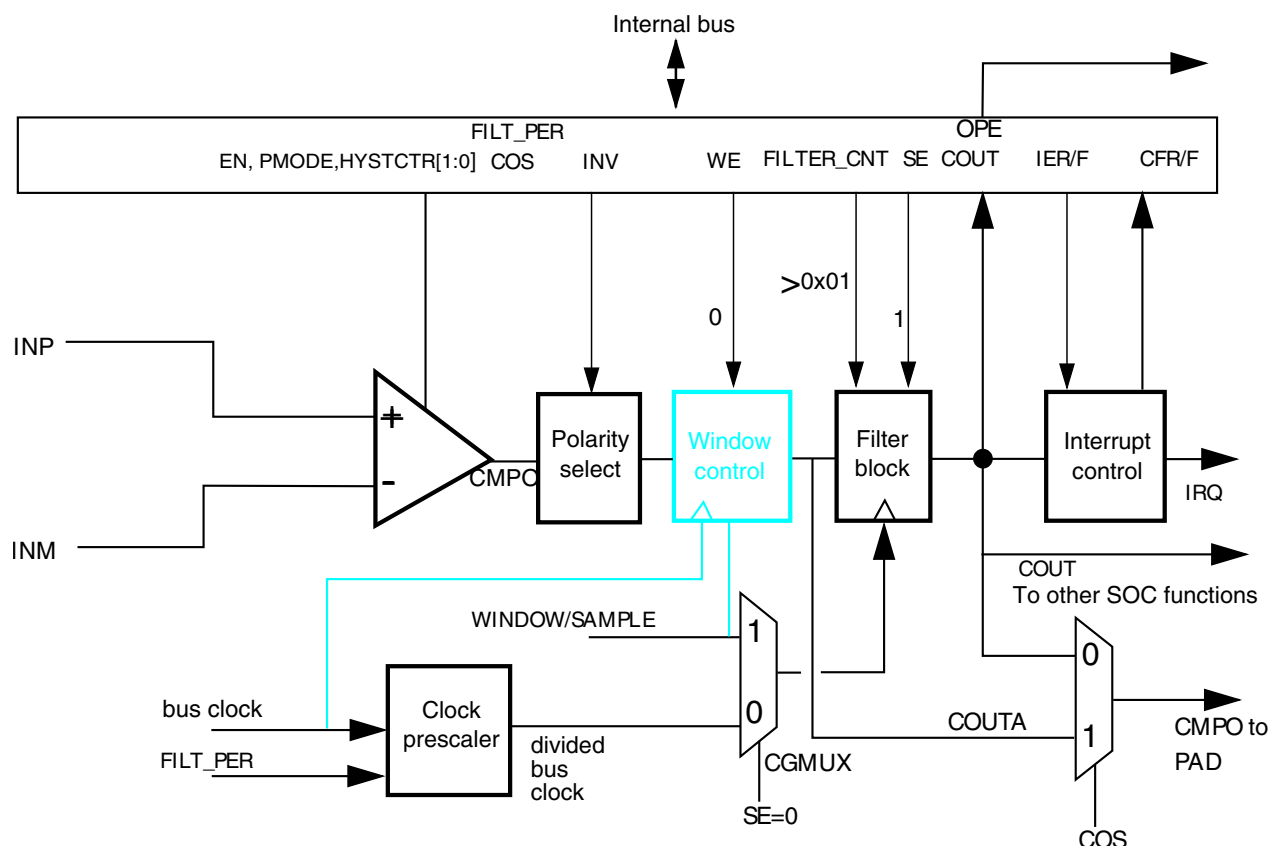 Internal bus
OPE
FILT_PER
EN, PMODE,HYSTCTR[1:0] COS INV WE FILTER_CNT SE COUT IER/F CFR/F
>0x01
0
1
INP
+
-
CMPO
Polarity
select
Window
control
Filter
block
Interrupt
control
IRQ
INM
COUT
To other SOC functions
WINDOW/SAMPLE
1
0
0
1
bus clock
FILT_PER
Clock
prescaler
divided
bus
clock
COUTA
CMPO to
PAD
CGMUX
SE=0
COS